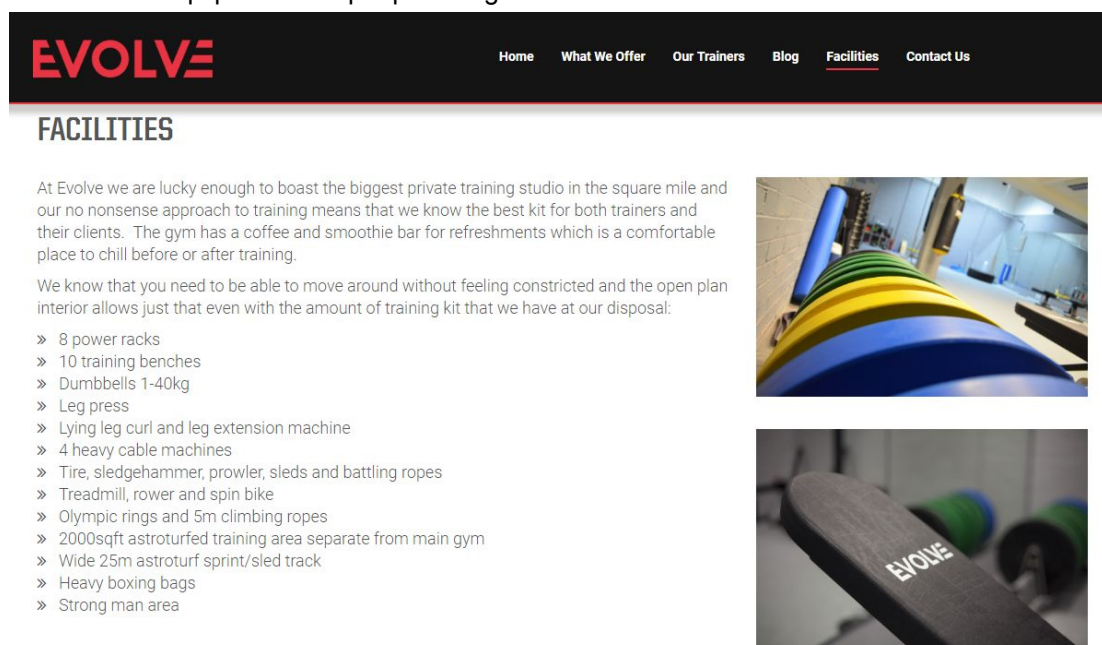 EVOLVE
Home What We Offer Our Trainers Blog Facilities Contact Us
FACILITIES
At Evolve we are lucky enough to boast the biggest private training studio in the square mile and
our no nonsense approach to training means that we know the best kit for both trainers and
their clients. The gym has a coffee and smoothie bar for refreshments which is a comfortable
place to chill before or after training.
We know that you need to be able to move around without feeling constricted and the open plan
interior allows just that even with the amount of training kit that we have at our disposal:
» 8 power racks
» 10 training benches
» Dumbbells 1-40kg
» Leg press
» Lying leg curl and leg extension machine
» 4 heavy cable machines
» Tire, sledgehammer, prowler, sleds and battling ropes
» Treadmill, rower and spin bike
» Olympic rings and 5m climbing ropes
» 2000sqft astroturfed training area separate from main gym
» Wide 25m astroturf sprint/sled track
» Heavy boxing bags
» Strong man area
EVOLVE